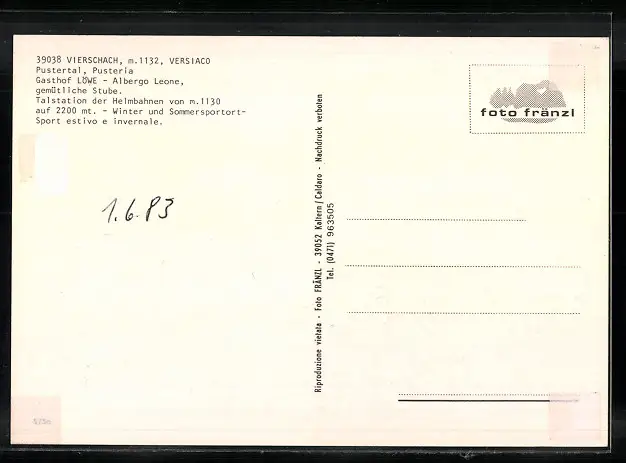 39038 VIERSCHACH, m.1132, VERSIACO
Pustertal, Pusteria
Gasthof LÖWE - Albergo Leone,
gemütliche Stube.
Talstation der Helmbahnen von m.1130
auf 2200 mt. - Winter und Sommersportort-
Sport estivo e invernale.
1.6.83
Riproduzione vietata - Foto FRÄNZL - 39052 Kaltern/Caldaro - Nachdruck verboten
Tel. (0471) 963505
foto fränzl